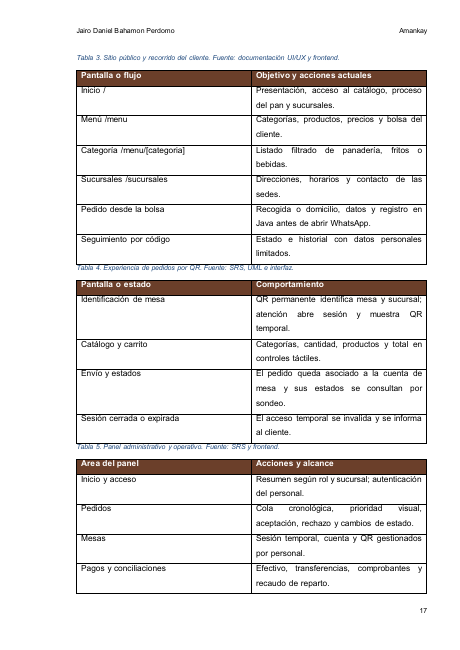 Jairo Daniel Bahamon Perdomo Amankay
Tabla 3. Sitio público y recorrido del cliente. Fuente: documentación UI/UX y frontend.
Pantalla o flujo Objetivo y acciones actuales
Inicio / Presentación, acceso al catálogo, proceso
del pan y sucursales.
Menú /menu Categorías, productos, precios y bolsa del
cliente.
Categoría /menu/[categoria] Listado filtrado de panadería, fritos o
bebidas.
Sucursales /sucursales Direcciones, horarios y contacto de las
sedes.
Pedido desde la bolsa Recogida o domicilio, datos y registro en
Java antes de abrir WhatsApp.
Seguimiento por código Estado e historial con datos personales
limitados.
Tabla 4. Experiencia de pedidos por QR. Fuente: SRS, UML e interfaz.
Pantalla o estado Comportamiento
Identificación de mesa QR permanente identifica mesa y sucursal;
atención abre sesión y muestra QR
temporal.
Catálogo y carrito Categorías, cantidad, productos y total en
controles táctiles.
Envío y estados El pedido queda asociado a la cuenta de
mesa y sus estados se consultan por
sondeo.
Sesión cerrada o expirada El acceso temporal se invalida y se informa
al cliente.
Tabla 5. Panel administrativo y operativo. Fuente: SRS y frontend.
Area del panel Acciones y alcance
Inicio y acceso Resumen según rol y sucursal; autenticación
del personal.
Pedidos Cola cronológica, prioridad visual,
aceptación, rechazo y cambios de estado.
Mesas Sesión temporal, cuenta y QR gestionados
por personal.
Pagos y conciliaciones Efectivo, transferencias, comprobantes y
recaudo de reparto.
17